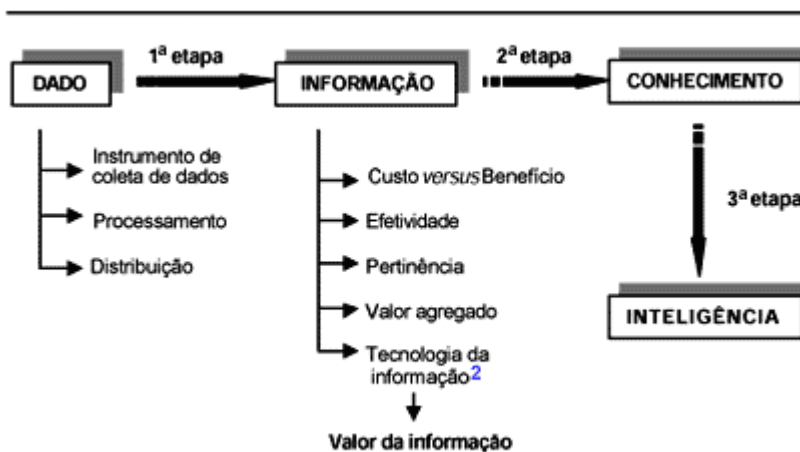 DADO
1ª etapa
INFORMAÇÃO
2ª etapa
CONHECIMENTO
Instrumento de
coleta de dados
Processamento
Distribuição
Custo versus Benefício
Efetividade
Pertinência
Valor agregado
Tecnologia da
informação2
Valor da informação
3ª etapa
INTELIGÊNCIA